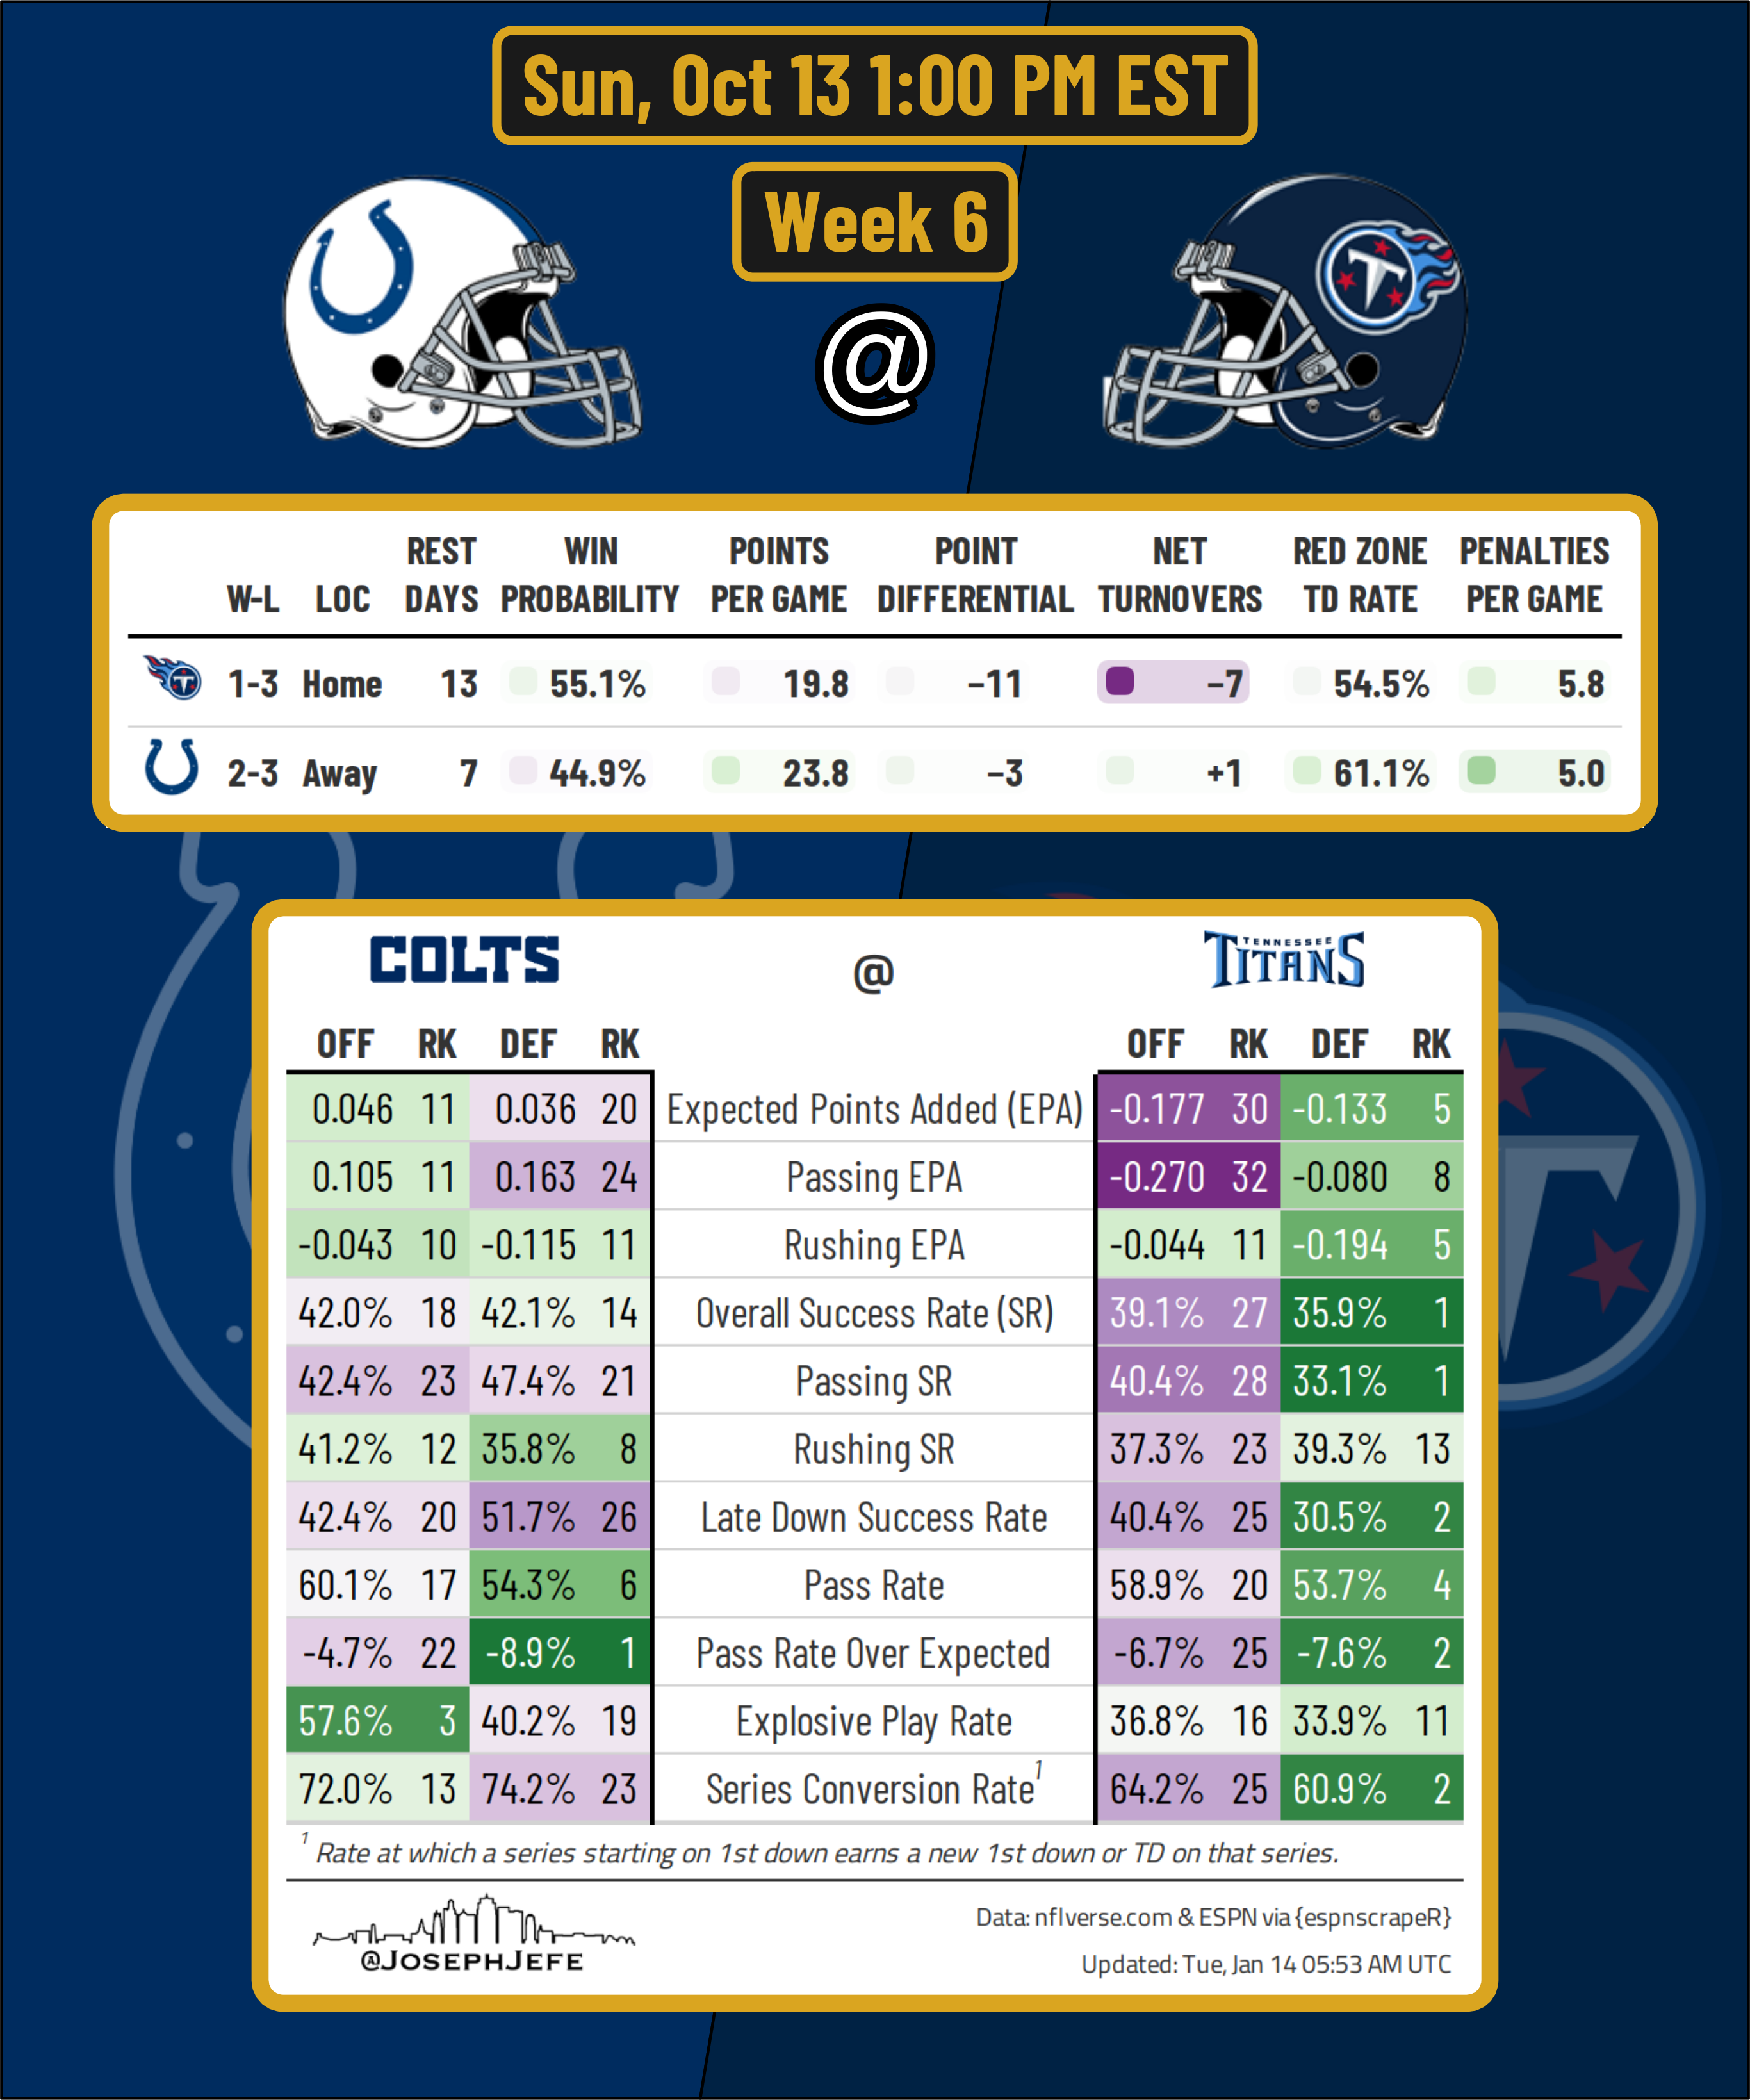 Sun, Oct 13 1:00 PM EST
Week 6
@
W-L LOC REST DAYS WIN PROBABILITY POINTS PER GAME POINT DIFFERENTIAL NET TURNOVERS RED ZONE TD RATE PENALTIES PER GAME
1-3 Home 13 55.1% 19.8 −11 −7 54.5% 5.8
2-3 Away 7 44.9% 23.8 −3 +1 61.1% 5.0
COLTS @ TENNESSEE TITANS
OFF RK DEF RK OFF RK DEF RK
0.046 11 0.036 20 Expected Points Added (EPA) -0.177 30 -0.133 5
0.105 11 0.163 24 Passing EPA -0.270 32 -0.080 8
-0.043 10 -0.115 11 Rushing EPA -0.044 11 -0.194 5
42.0% 18 42.1% 14 Overall Success Rate (SR) 39.1% 27 35.9% 1
42.4% 23 47.4% 21 Passing SR 40.4% 28 33.1% 1
41.2% 12 35.8% 8 Rushing SR 37.3% 23 39.3% 13
42.4% 20 51.7% 26 Late Down Success Rate 40.4% 25 30.5% 2
60.1% 17 54.3% 6 Pass Rate 58.9% 20 53.7% 4
-4.7% 22 -8.9% 1 Pass Rate Over Expected -6.7% 25 -7.6% 2
57.6% 3 40.2% 19 Explosive Play Rate 36.8% 16 33.9% 11
72.0% 13 74.2% 23 Series Conversion Rate1 64.2% 25 60.9% 2
1 Rate at which a series starting on 1st down earns a new 1st down or TD on that series.
@JOSEPHJEFE
Data: nflverse.com & ESPN via {espnscrapeR}
Updated: Tue, Jan 14 05:53 AM UTC